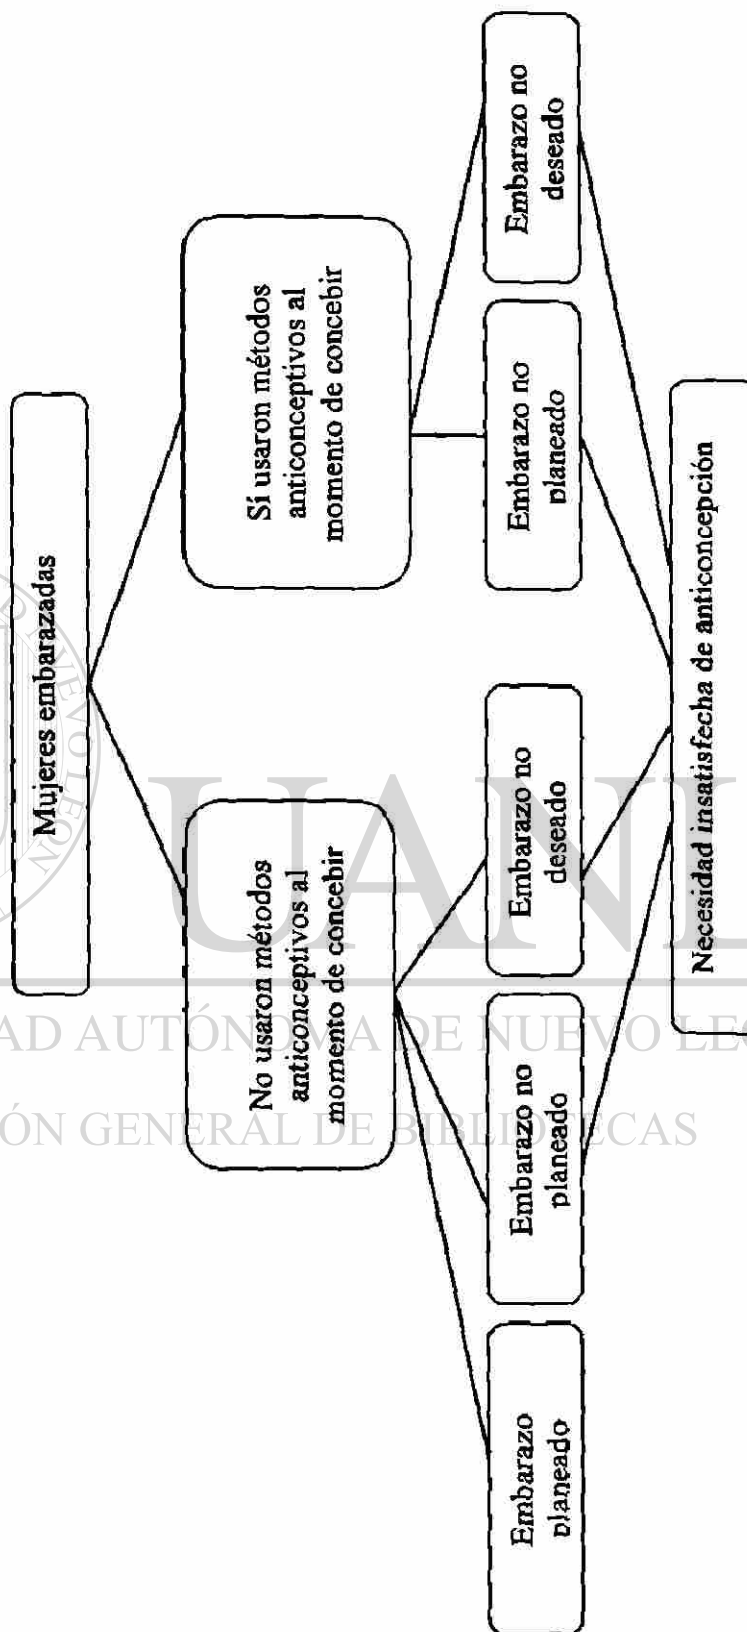 Mujeres embarazadas
No usaron métodos
anticonceptivos al
momento de concebir
Sí usaron métodos
anticonceptivos al
momento de concebir
Embarazo
planeado
Embarazo no
planeado
Embarazo no
deseado
Embarazo no
planeado
Embarazo no
deseado
Necesidad insatisfecha de anticoncepción
UANL
AD AUTÓNOMA DE NUEVO LEÓ
ÓN GENERAL DE BIBLIOTECAS